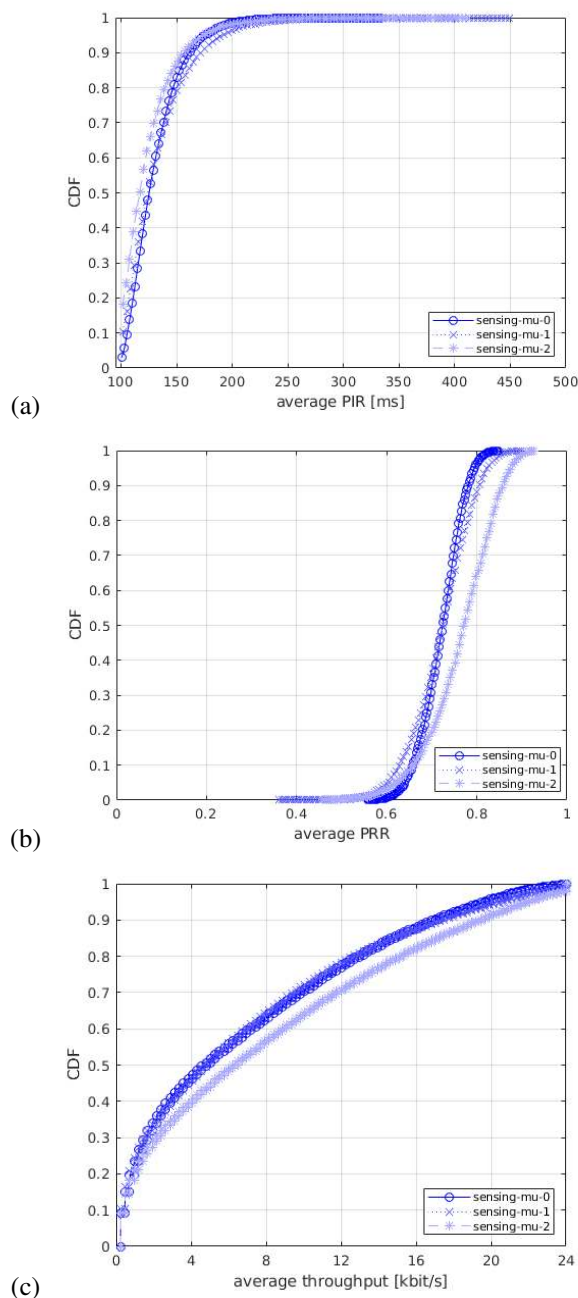 1
0.9
0.8
0.7
0.6
0.5
0.4
0.3
0.2
0.1
0
CDF
sensing-mu-0
sensing-mu-1
sensing-mu-2
100 150 200 250 300 350 400 450 500
average PIR [ms]
(a)
1
0.9
0.8
0.7
0.6
0.5
0.4
0.3
0.2
0.1
0
CDF
sensing-mu-0
sensing-mu-1
sensing-mu-2
0 0.2 0.4 0.6 0.8 1
average PRR
(b)
1
0.9
0.8
0.7
0.6
0.5
0.4
0.3
0.2
0.1
0
CDF
sensing-mu-0
sensing-mu-1
sensing-mu-2
0 4 8 12 16 20 24
average throughput [kbit/s]
(c)